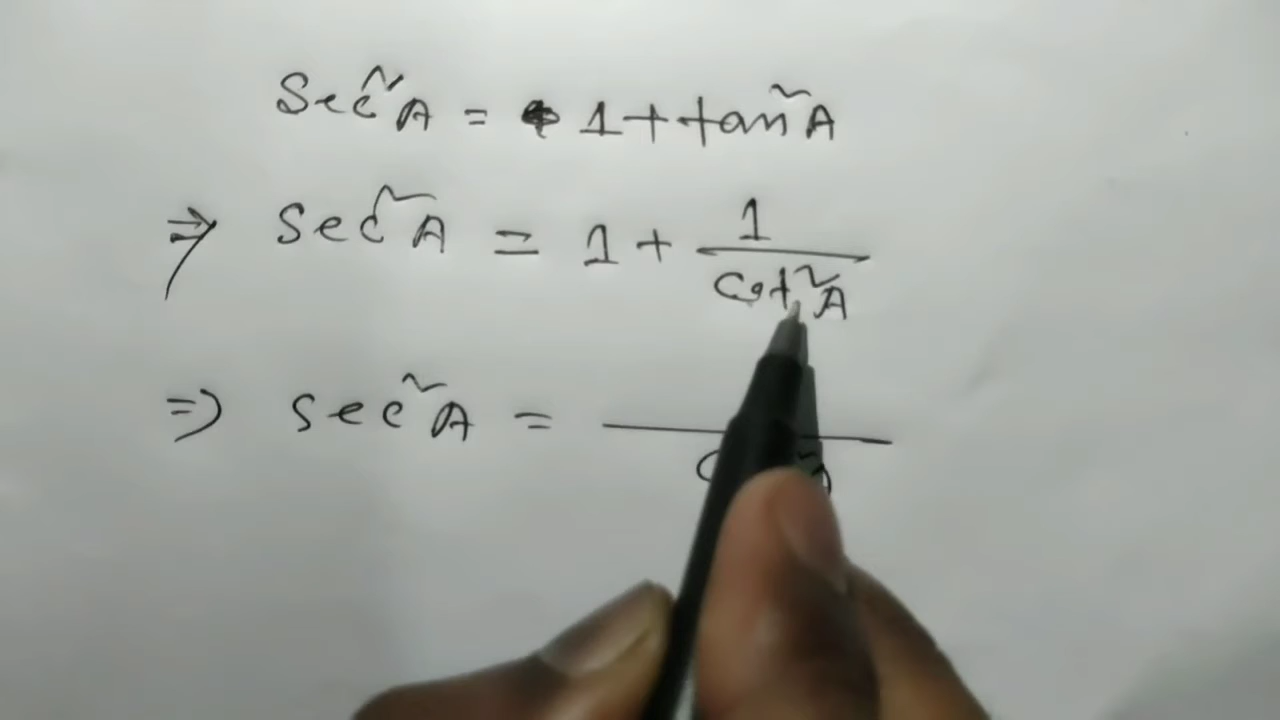 Sec²A = 1 + tan²A
⇒ Sec²A = 1 + 1/Cot²A
⇒ Sec²A =